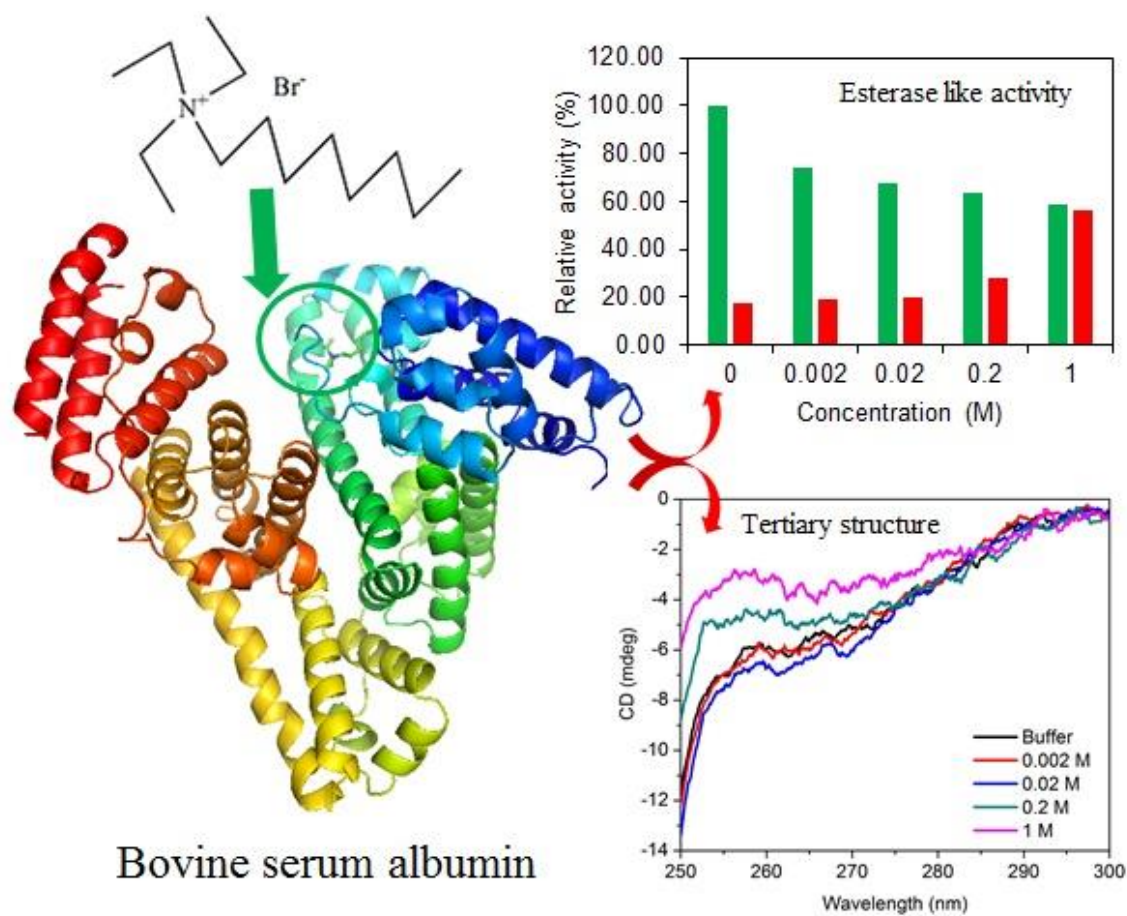 N+
Br-
Bovine serum albumin
Esterase like activity
Relative activity (%)
120.00
100.00
80.00
60.00
40.00
20.00
0.00
0 0.002 0.02 0.2 1
Concentration (M)
Tertiary structure
CD (mdeg)
0
-2
-4
-6
-8
-10
-12
-14
Buffer
0.002 M
0.02 M
0.2 M
1 M
250 260 270 280 290 300
Wavelength (nm)